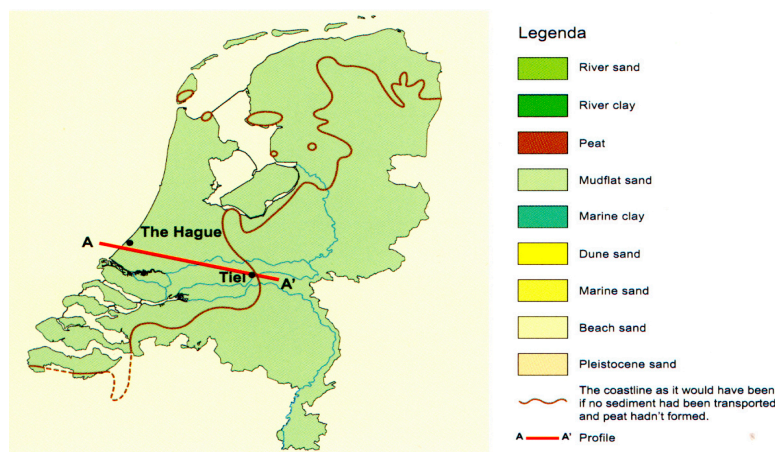 Legenda
River sand
River clay
Peat
Mudflat sand
Marine clay
Dune sand
Marine sand
Beach sand
Pleistocene sand
The coastline as it would have been
if no sediment had been transported
and peat hadn't formed.
A A' Profile
The Hague
A
Tiel
A'